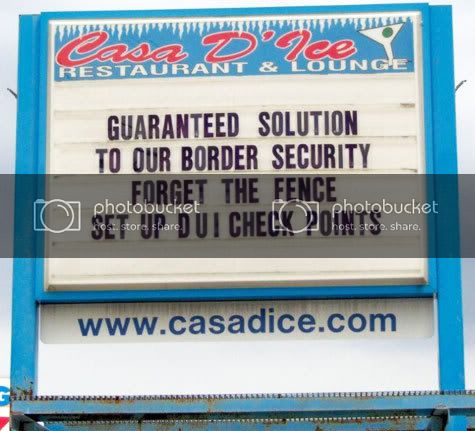 Casa D'Ice
RESTAURANT & LOUNGE
GUARANTEED SOLUTION
TO OUR BORDER SECURITY
FORGET THE FENCE
SET UP D U I CHECK POINTS
photobucket
host. store. share.
photobucket
host. store. share.
www.casadice.com
G